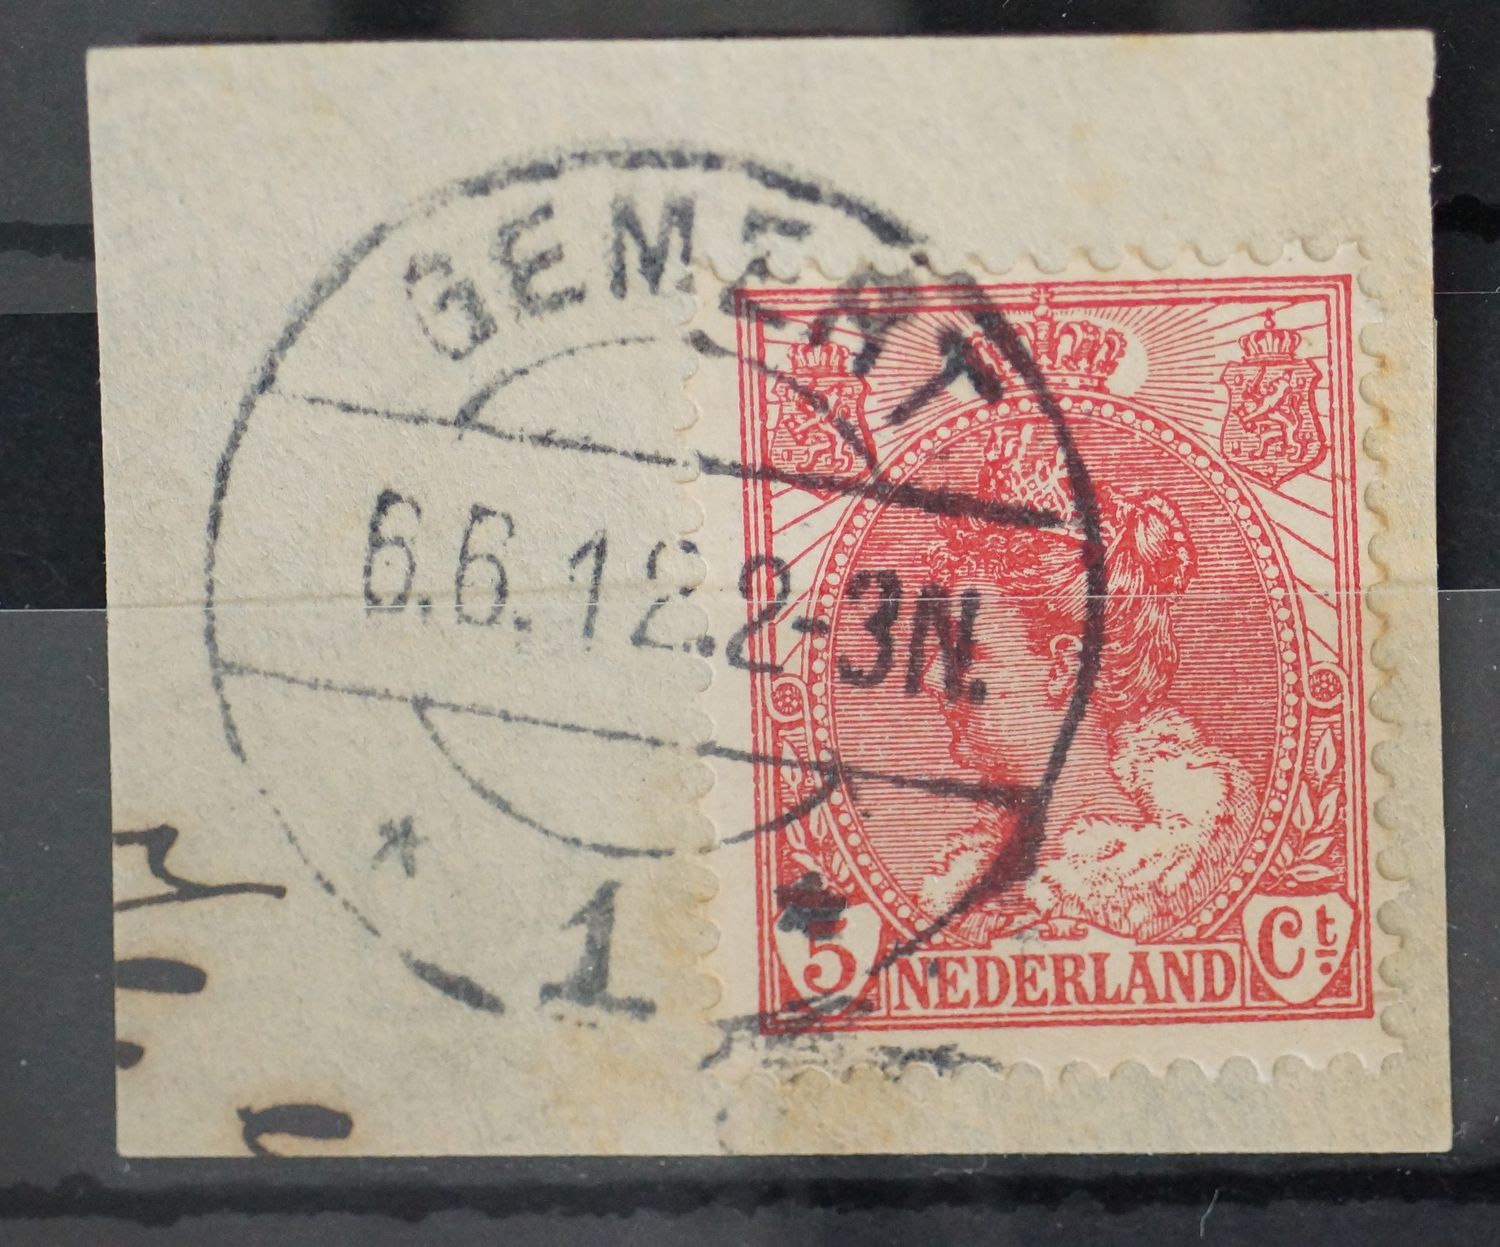 GEMERT
6.6.12.2-3N.
* 1 *
5 NEDERLAND Ct.